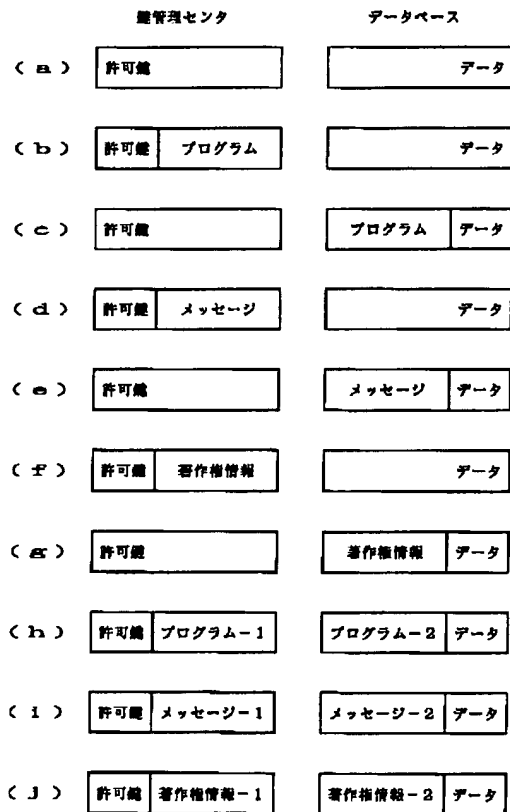 鍵管理センタ データベース
(a) 許可鍵 データ
(b) 許可鍵 プログラム データ
(c) 許可鍵 プログラム データ
(d) 許可鍵 メッセージ データ
(e) 許可鍵 メッセージ データ
(f) 許可鍵 著作権情報 データ
(g) 許可鍵 著作権情報 データ
(h) 許可鍵 プログラム-1 プログラム-2 データ
(i) 許可鍵 メッセージ-1 メッセージ-2 データ
(j) 許可鍵 著作権情報-1 著作権情報-2 データ